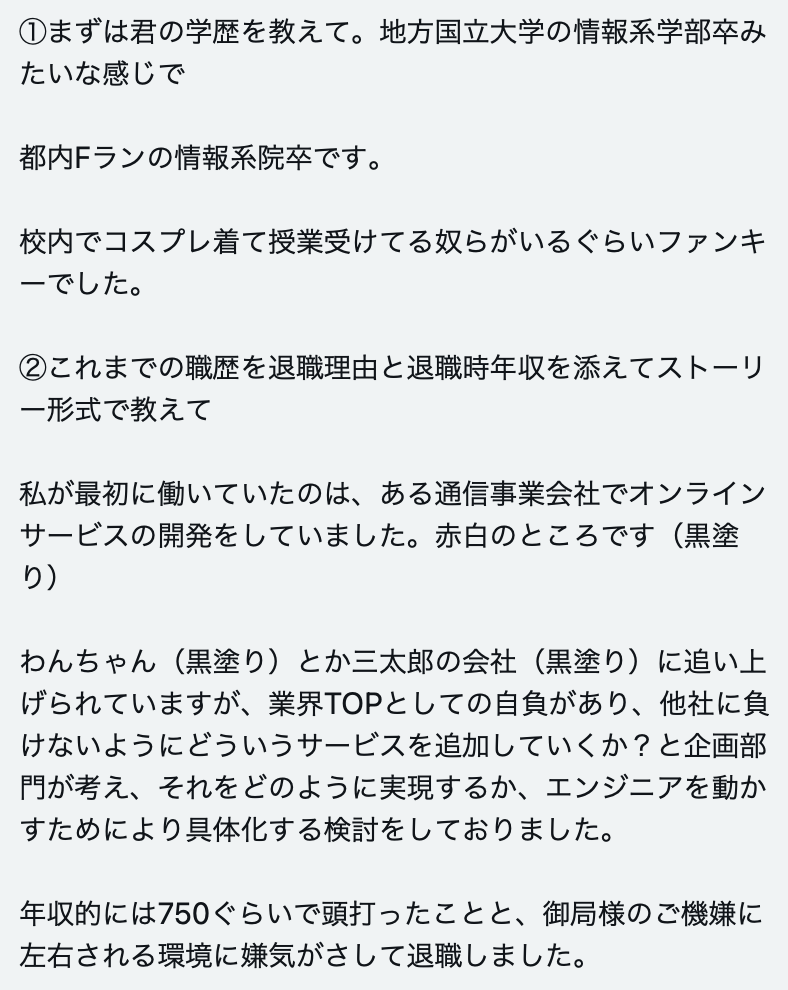 ①まずは君の学歴を教えて。地方国立大学の情報系学部卒み
たいな感じで
都内Fランの情報系院卒です。
校内でコスプレ着て授業受けてる奴らがいるぐらいファンキ
ーでした。
②これまでの職歴を退職理由と退職時年収を添えてストーリ
ー形式で教えて
私が最初に働いていたのは、ある通信事業会社でオンライン
サービスの開発をしていました。赤白のところです（黒塗
り）
わんちゃん（黒塗り）とか三太郎の会社（黒塗り）に追い上
げられていますが、業界TOPとしての自負があり、他社に負
けないようにどういうサービスを追加していくか？と企画部
門が考え、それをどのように実現するか、エンジニアを動か
すためにより具体化する検討をしておりました。
年収的には750ぐらいで頭打ったことと、御局様のご機嫌に
左右される環境に嫌気がさして退職しました。